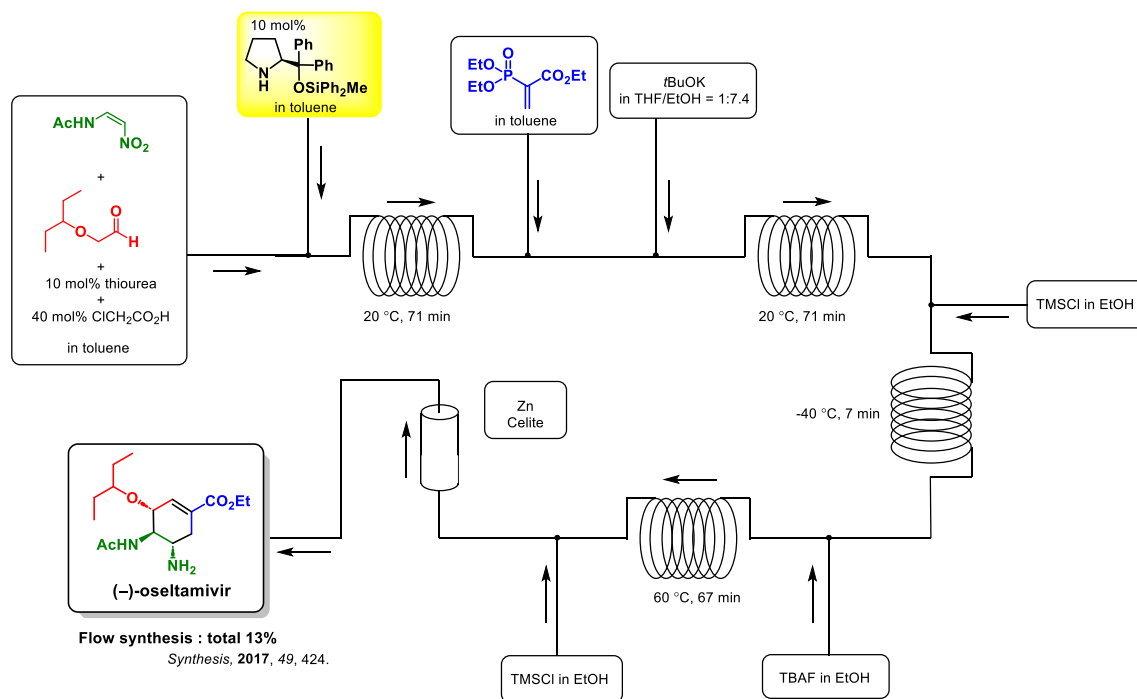 10 mol%
Ph
Ph
N
H
OSiPh2Me
in toluene
O
EtO
P
CO2Et
EtO
in toluene
tBuOK
in THF/EtOH = 1:7.4
AcHN
NO2
+
O
O
H
+
10 mol% thiourea
+
40 mol% ClCH2CO2H
in toluene
20 °C, 71 min
20 °C, 71 min
TMSCl in EtOH
-40 °C, 7 min
Zn
Celite
O
CO2Et
AcHN
NH2
(–)-oseltamivir
60 °C, 67 min
Flow synthesis : total 13%
Synthesis, 2017, 49, 424.
TMSCl in EtOH
TBAF in EtOH